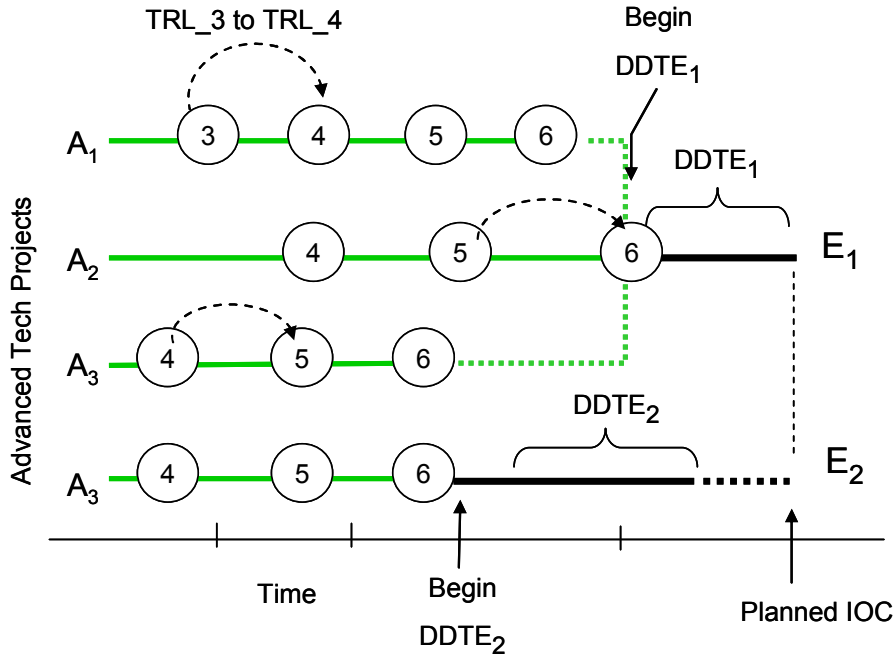 TRL_3 to TRL_4
Begin
DDTE1
A1
3
4
5
6
DDTE1
A2
4
5
6
E1
A3
4
5
6
DDTE2
A3
4
5
6
E2
Advanced Tech Projects
Time
Begin
DDTE2
Planned IOC